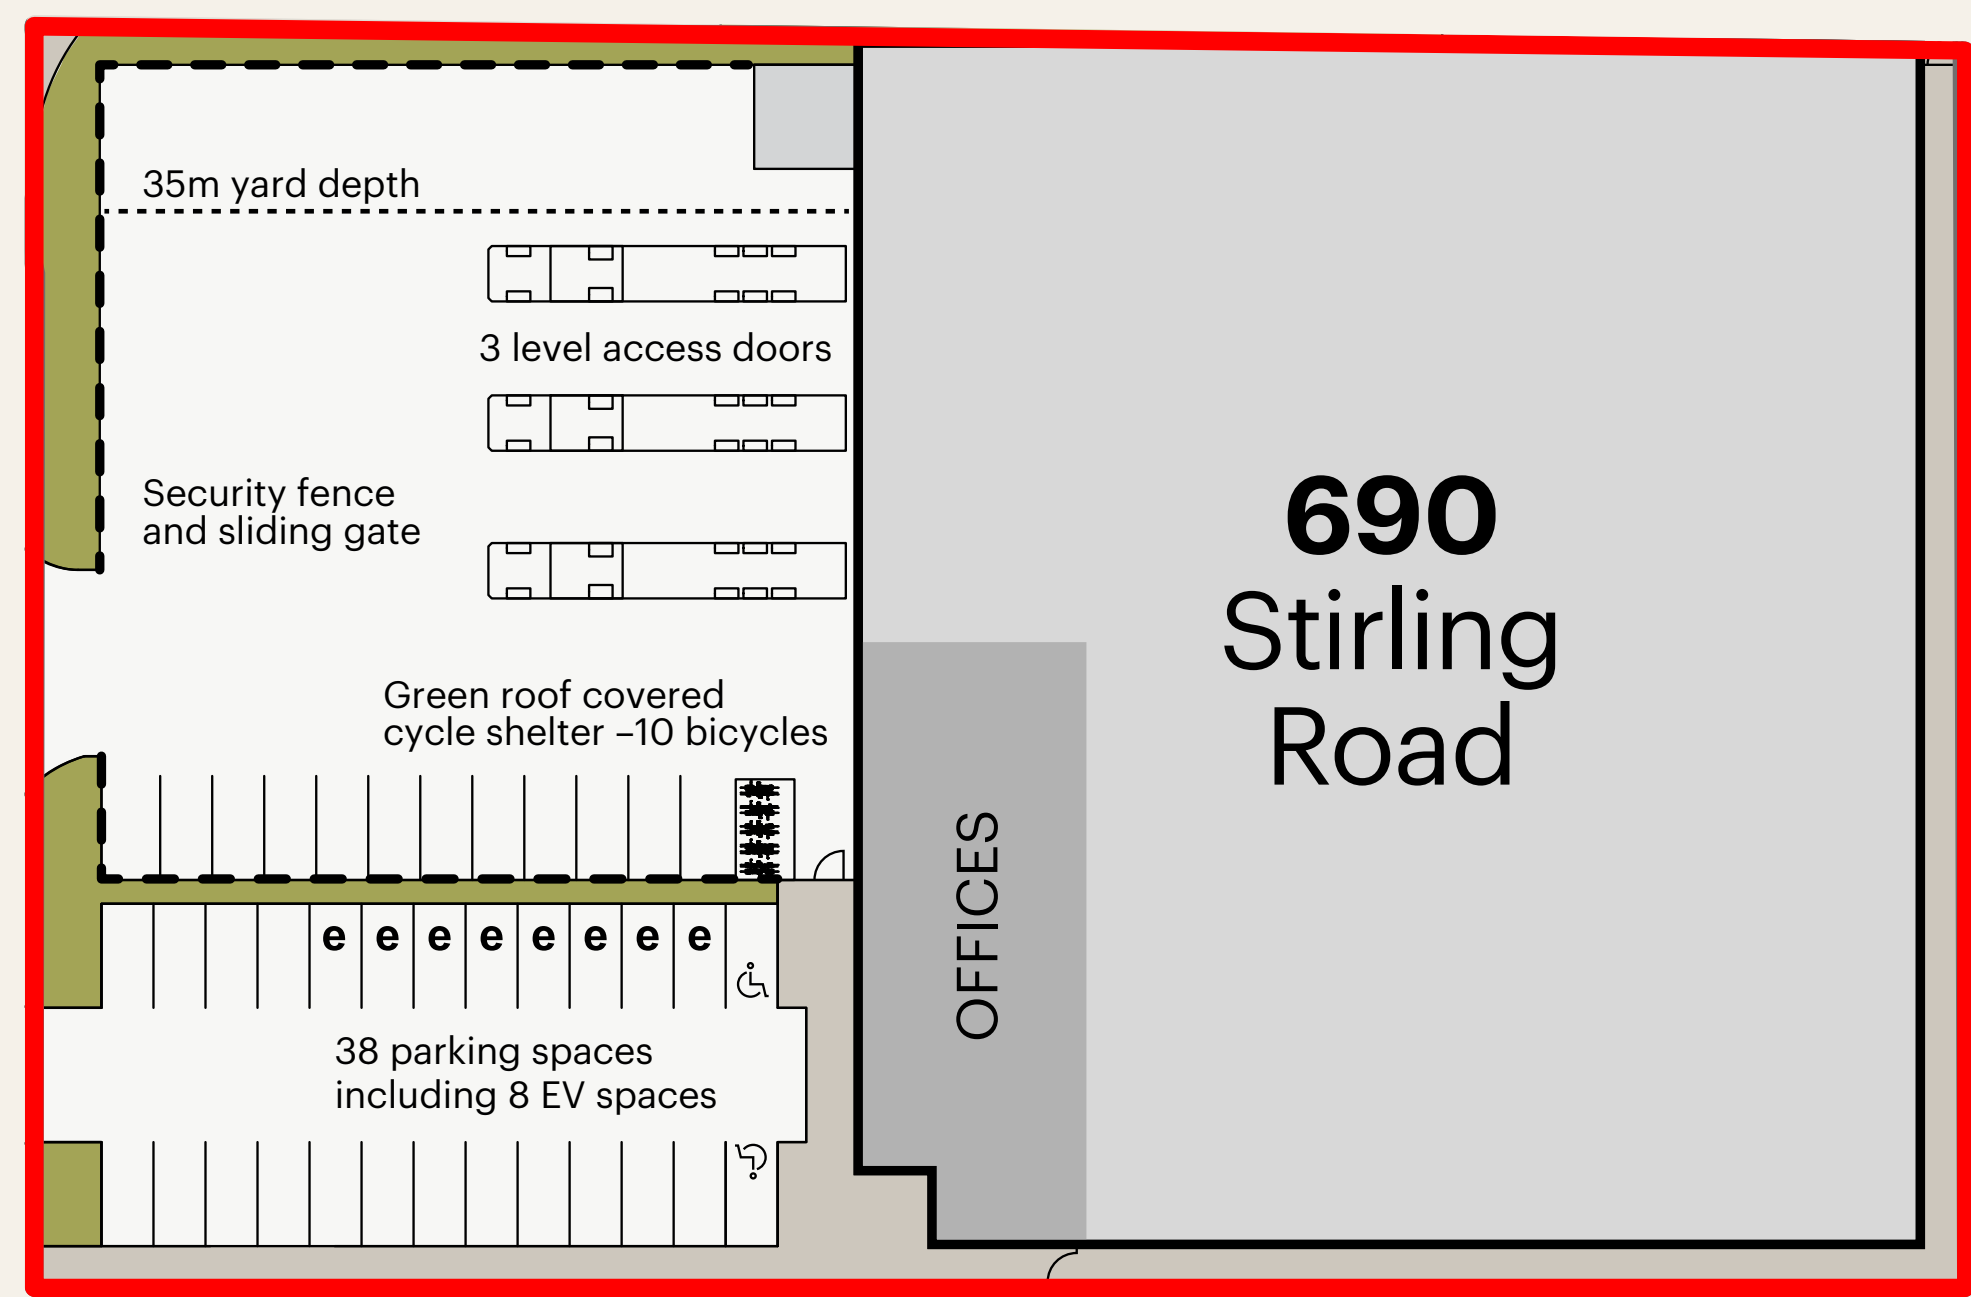 35m yard depth
3 level access doors
Security fence
and sliding gate
690
Stirling
Road
Green roof covered
cycle shelter –10 bicycles
OFFICES
e e e e e e e e
38 parking spaces
including 8 EV spaces